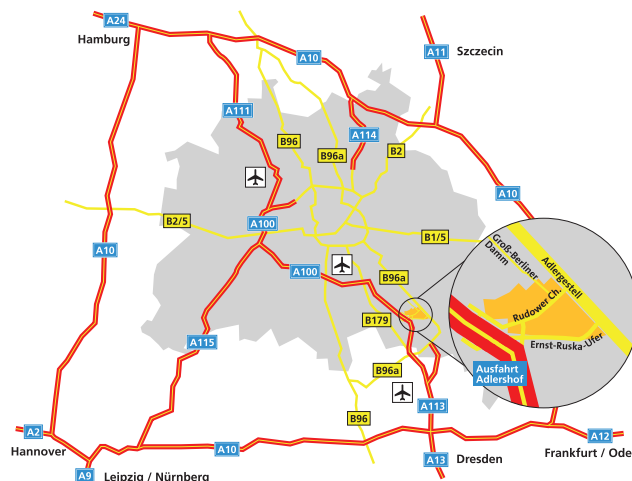 A24
Hamburg
A10
A11
Szczecin
A111
A114
B96
B96a
B2
A10
B2/5
A100
B1/5
A10
A100
B96a
Groß-Berliner
Damm
Adlergestell
Rudower Ch.
Ernst-Ruska-Ufer
B179
A115
Ausfahrt
Adlershof
B96a
A113
B96
A2
Hannover
A10
A12
Frankfurt / Ode
A9
Leipzig / Nürnberg
A13
Dresden